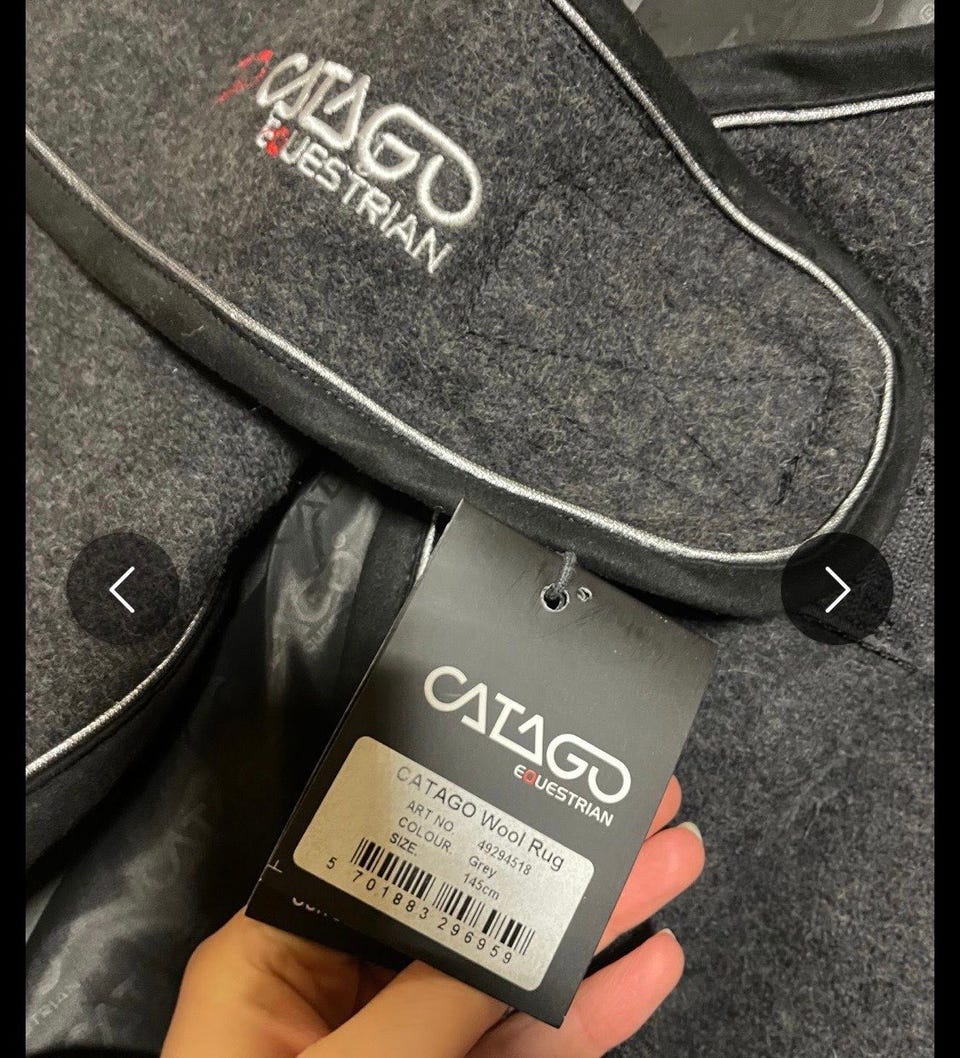 CATAGO
EQUESTRIAN
CATAGO
EQUESTRIAN
CATAGO Wool Rug
ART NO. 49294518
COLOUR. Grey
SIZE. 145cm
5 701883 296959